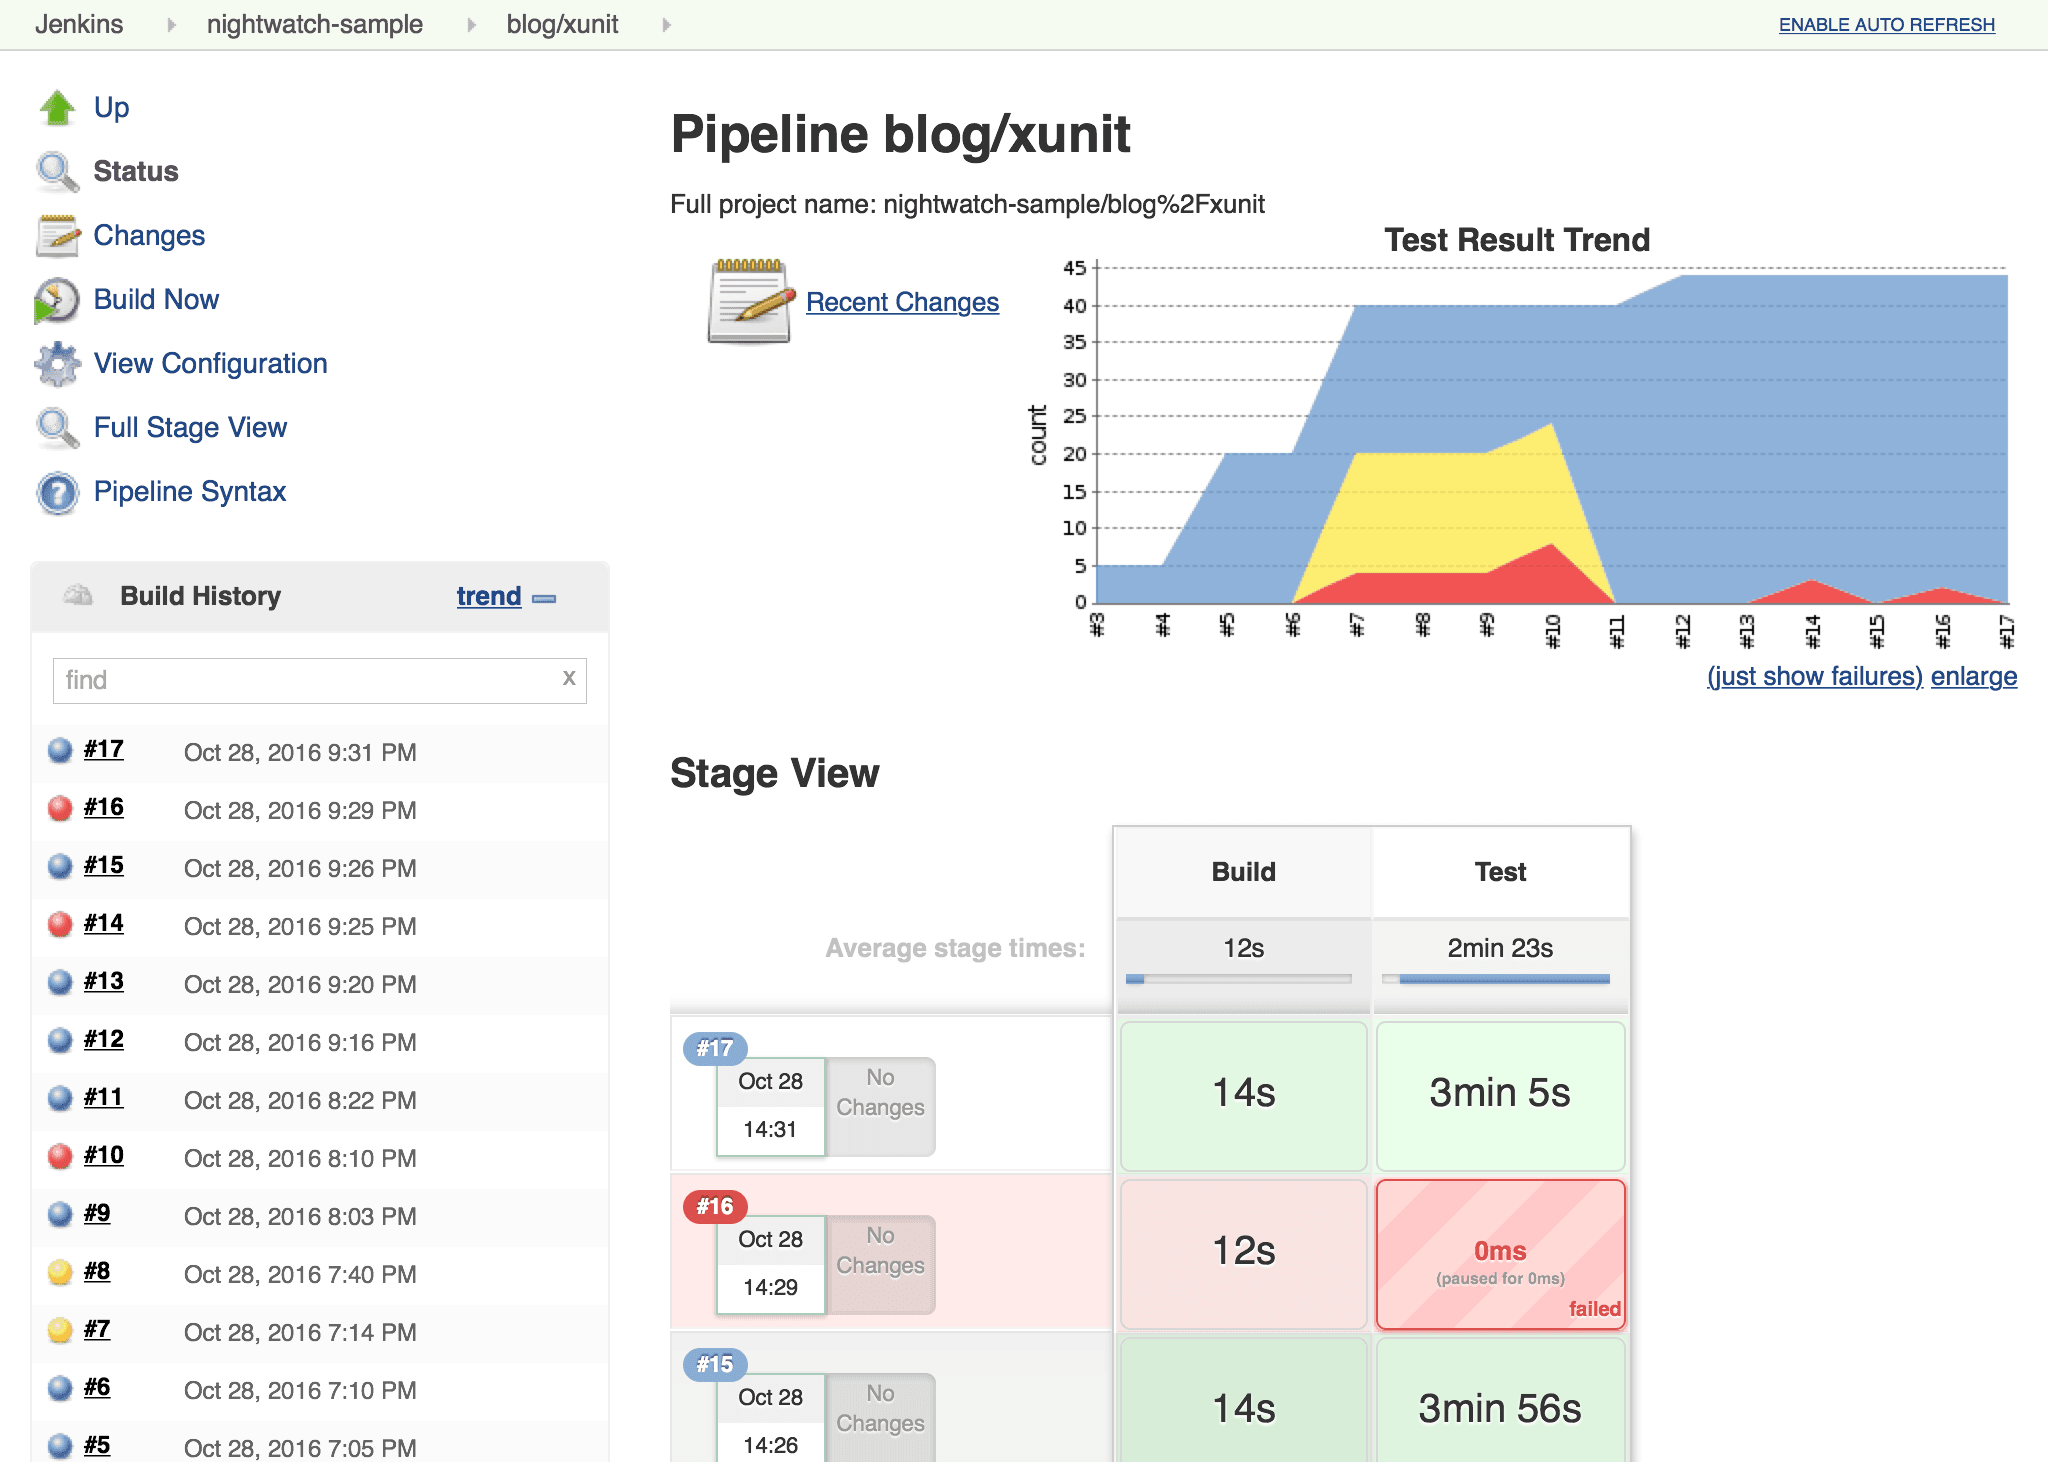 Jenkins nightwatch-sample blog/xunit ENABLE AUTO REFRESH
Up
Status
Changes
Build Now
View Configuration
Full Stage View
Pipeline Syntax
Build History trend
find x
#17 Oct 28, 2016 9:31 PM
#16 Oct 28, 2016 9:29 PM
#15 Oct 28, 2016 9:26 PM
#14 Oct 28, 2016 9:25 PM
#13 Oct 28, 2016 9:20 PM
#12 Oct 28, 2016 9:16 PM
#11 Oct 28, 2016 8:22 PM
#10 Oct 28, 2016 8:10 PM
#9 Oct 28, 2016 8:03 PM
#8 Oct 28, 2016 7:40 PM
#7 Oct 28, 2016 7:14 PM
#6 Oct 28, 2016 7:10 PM
#5 Oct 28, 2016 7:05 PM
Pipeline blog/xunit
Full project name: nightwatch-sample/blog%2Fxunit
Recent Changes
Test Result Trend
count
45
40
35
30
25
20
15
10
5
0
#3 #4 #5 #6 #7 #8 #9 #10 #11 #12 #13 #14 #15 #16 #17
(just show failures) enlarge
Stage View
Build Test
Average stage times: 12s 2min 23s
#17
Oct 28 No
Changes
14:31
14s 3min 5s
#16
Oct 28 No
Changes
14:29
12s 0ms
(paused for 0ms)
failed
#15
Oct 28 No
Changes
14:26
14s 3min 56s